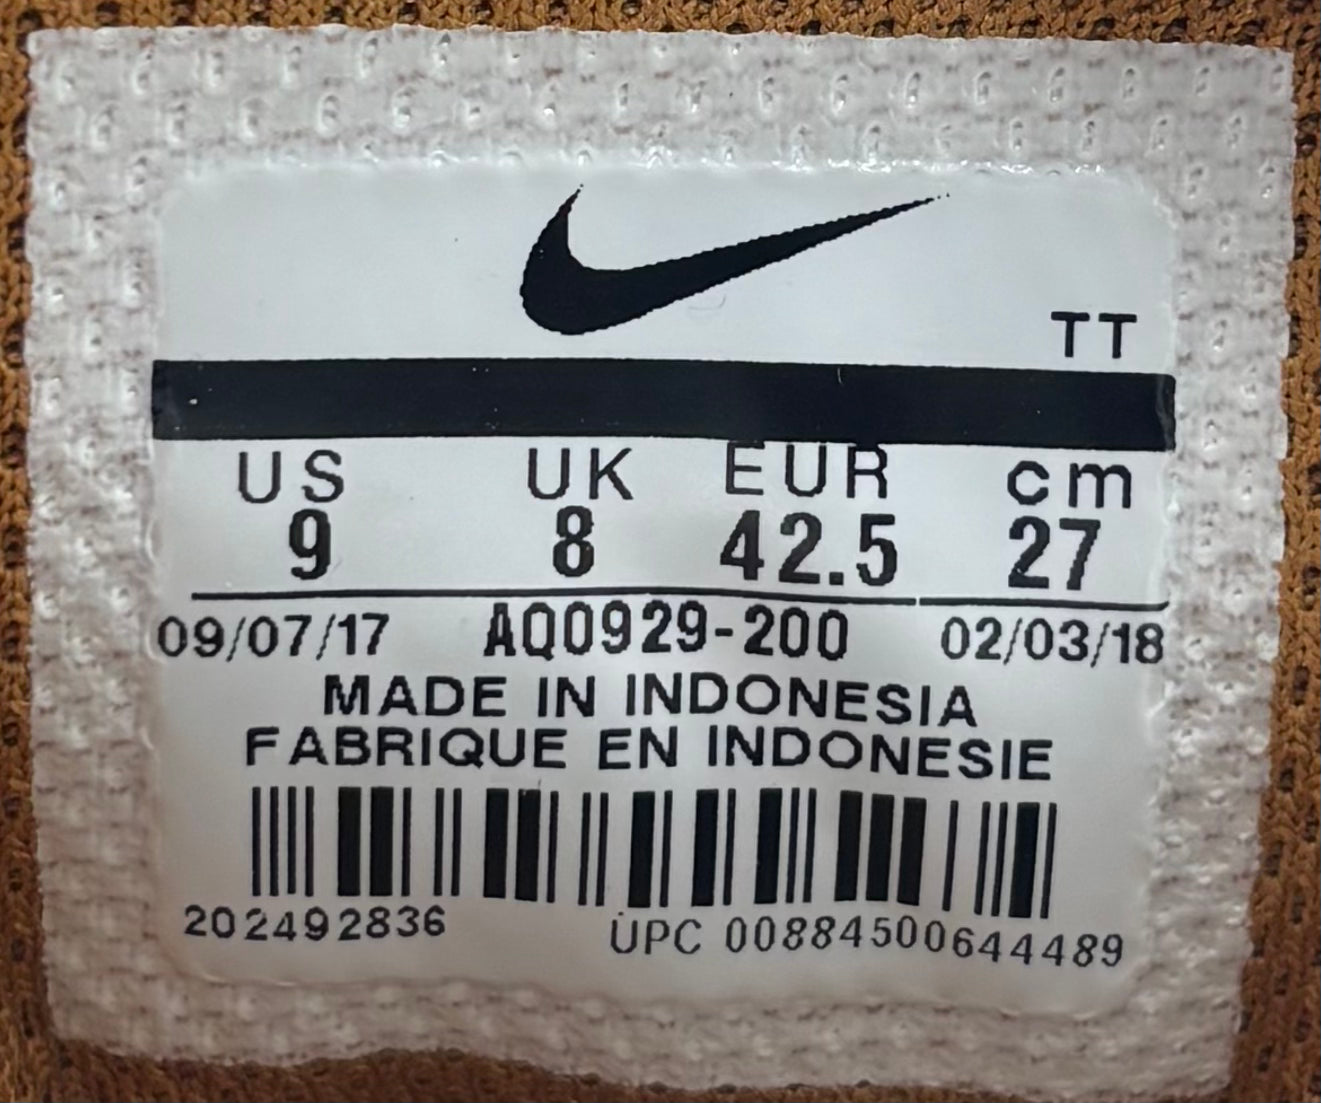 TT
US UK EUR cm
9 8 42.5 27
09/07/17 AQ0929-200 02/03/18
MADE IN INDONESIA
FABRIQUE EN INDONESIE
202492836 UPC 00884500644489